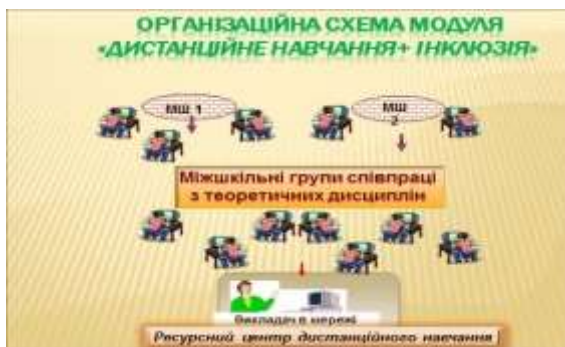 ОРГАНІЗАЦІЙНА СХЕМА МОДУЛЯ
«ДИСТАНЦІЙНЕ НАВЧАННЯ+ ІНКЛЮЗІЯ»
МШ 1
МШ
2
Міжшкільні групи співпраці
з теоретичних дисциплін
Викладач в мережі
Ресурсний центр дистанційного навчання